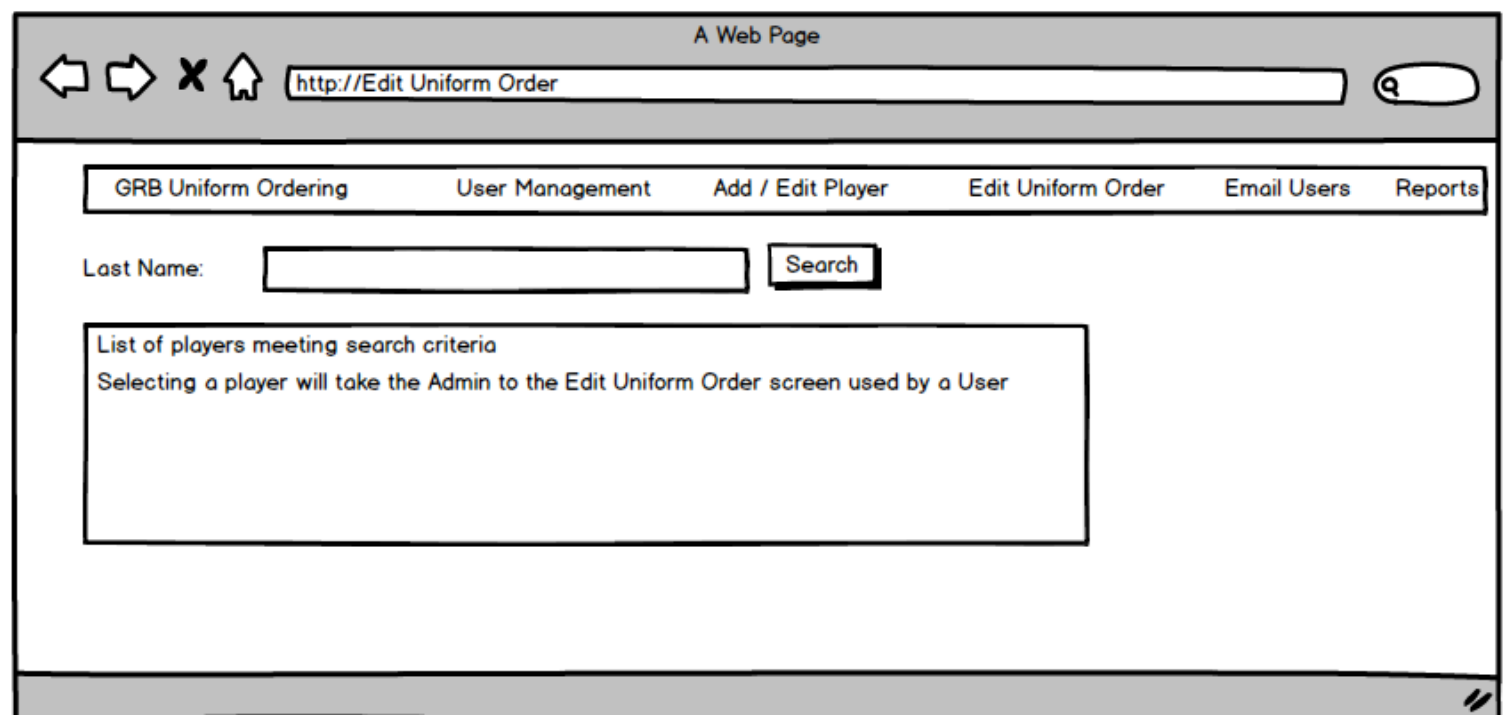 A Web Page
http://Edit Uniform Order
GRB Uniform Ordering User Management Add / Edit Player Edit Uniform Order Email Users Reports
Last Name: Search
List of players meeting search criteria
Selecting a player will take the Admin to the Edit Uniform Order screen used by a User